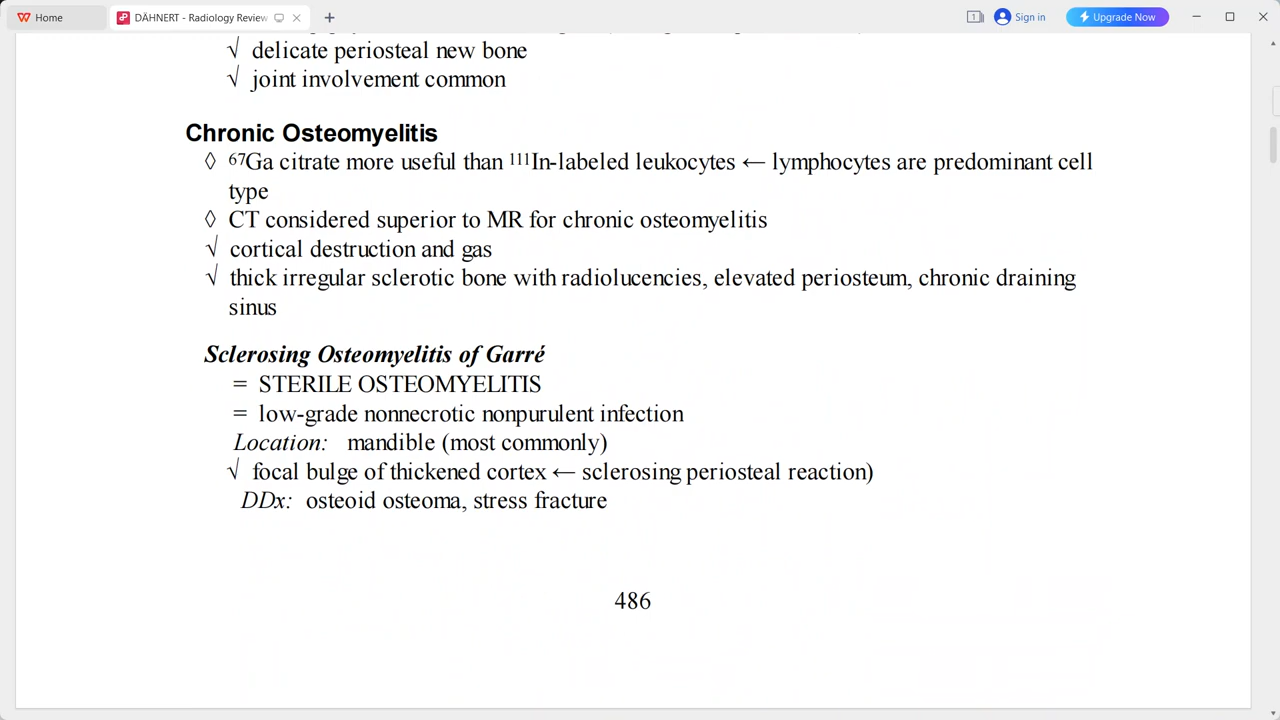 Home
DÄHNERT - Radiology Review
1
Sign in
Upgrade Now
√ delicate periosteal new bone
√ joint involvement common
Chronic Osteomyelitis
◊ ⁶⁷Ga citrate more useful than ¹¹¹In-labeled leukocytes ← lymphocytes are predominant cell
type
◊ CT considered superior to MR for chronic osteomyelitis
√ cortical destruction and gas
√ thick irregular sclerotic bone with radiolucencies, elevated periosteum, chronic draining
sinus
Sclerosing Osteomyelitis of Garré
= STERILE OSTEOMYELITIS
= low-grade nonnecrotic nonpurulent infection
Location: mandible (most commonly)
√ focal bulge of thickened cortex ← sclerosing periosteal reaction)
DDx: osteoid osteoma, stress fracture
486